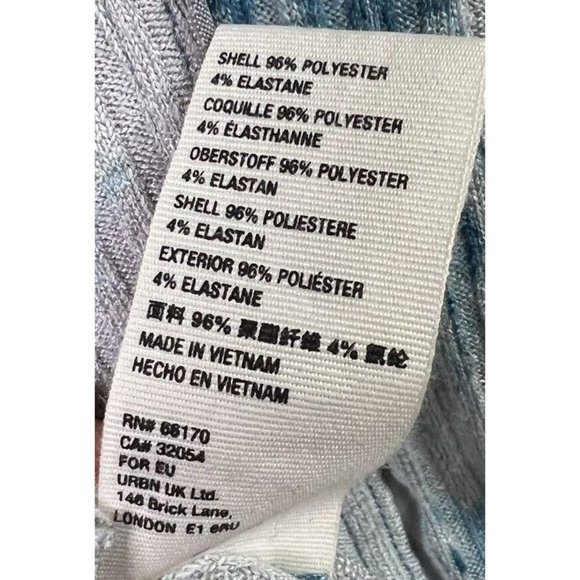 SHELL 96% POLYESTER
4% ELASTANE
COQUILLE 96% POLYESTER
4% ÉLASTHANNE
OBERSTOFF 96% POLYESTER
4% ELASTAN
SHELL 96% POLIESTERE
4% ELASTAN
EXTERIOR 96% POLIÉSTER
4% ELASTANE
面料 96% 聚酯纤维 4% 氨纶
MADE IN VIETNAM
HECHO EN VIETNAM
RN# 66170
CA# 32054
FOR EU
URBN UK Ltd.
146 Brick Lane,
LONDON E1 6RU